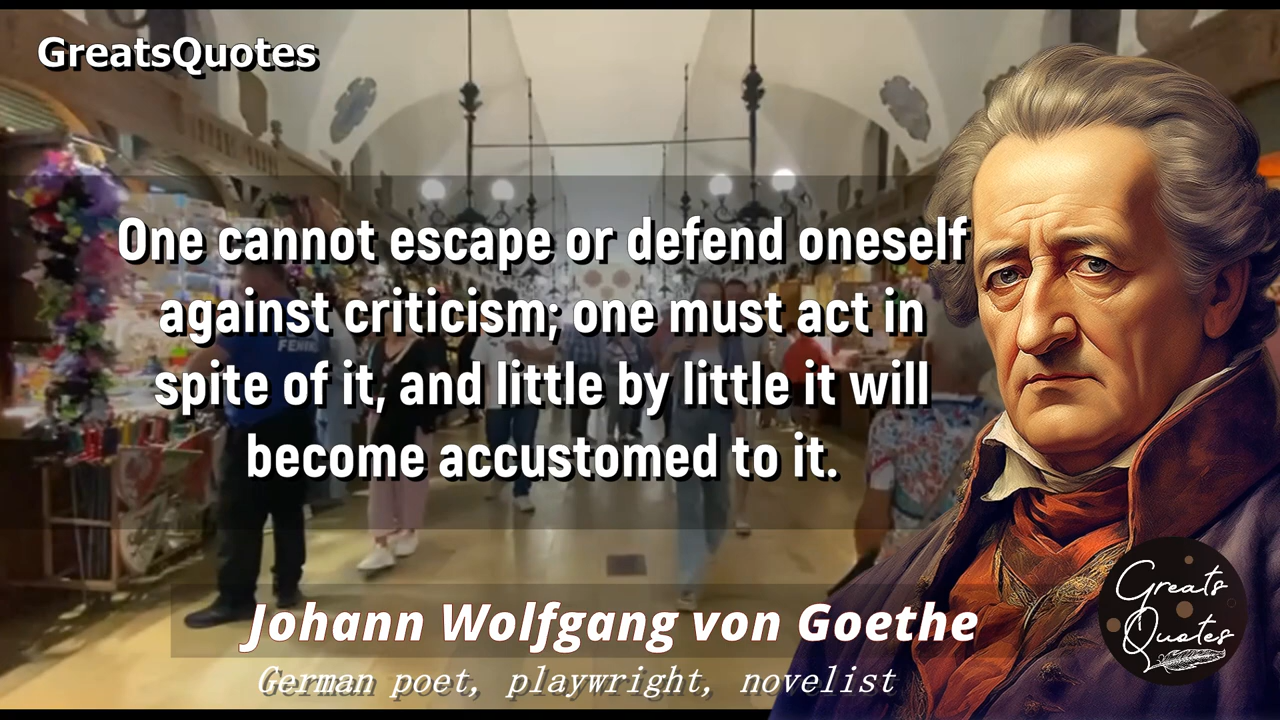 GreatsQuotes
One cannot escape or defend oneself
against criticism; one must act in
spite of it, and little by little it will
become accustomed to it.
FENIX
Johann Wolfgang von Goethe
German poet, playwright, novelist
Greats
Quotes